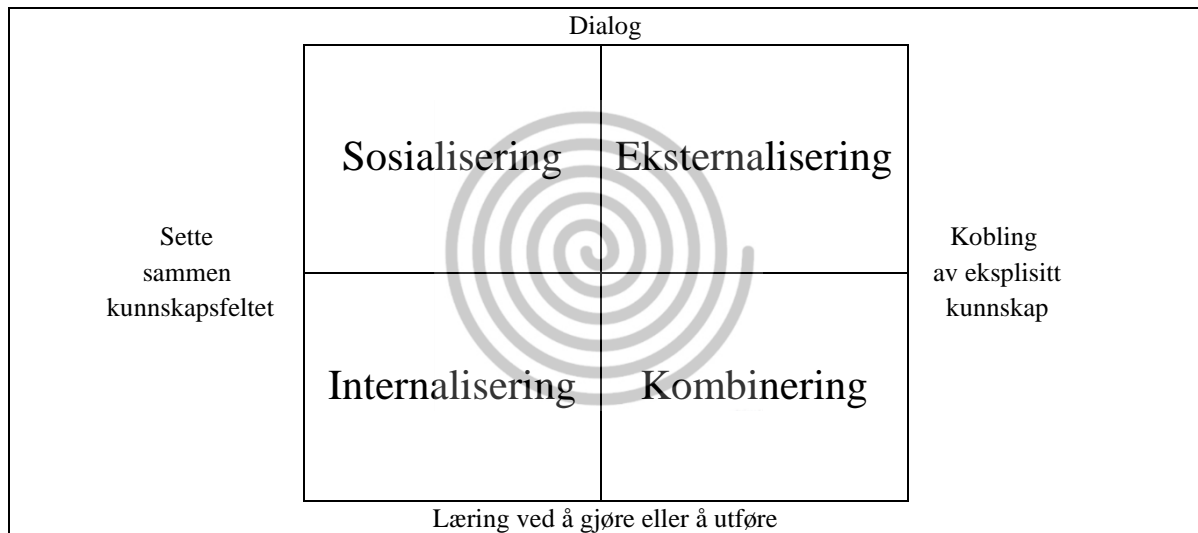 Dialog
Sosialisering
Eksternalisering
Sette
sammen
kunnskapsfeltet
Kobling
av eksplisitt
kunnskap
Internalisering
Kombinering
Læring ved å gjøre eller å utføre